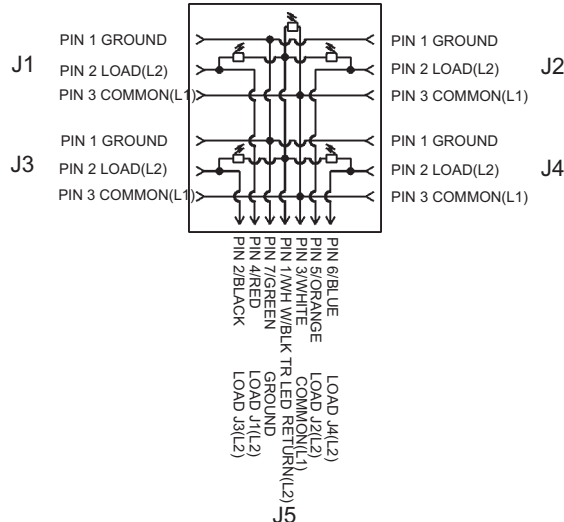 PIN 1 GROUND
PIN 1 GROUND
J1
J2
PIN 2 LOAD(L2)
PIN 2 LOAD(L2)
PIN 3 COMMON(L1)
PIN 3 COMMON(L1)
PIN 1 GROUND
PIN 1 GROUND
J3
J4
PIN 2 LOAD(L2)
PIN 2 LOAD(L2)
PIN 3 COMMON(L1)
PIN 3 COMMON(L1)
PIN 2/BLACK LOAD J3(L2)
PIN 4/RED LOAD J1(L2)
PIN 7/GREEN GROUND
PIN 1/WH W/BLK TR LED RETURN(L2)
PIN 3/WHITE COMMON(L1)
PIN 5/ORANGE LOAD J2(L2)
PIN 6/BLUE LOAD J4(L2)
J5